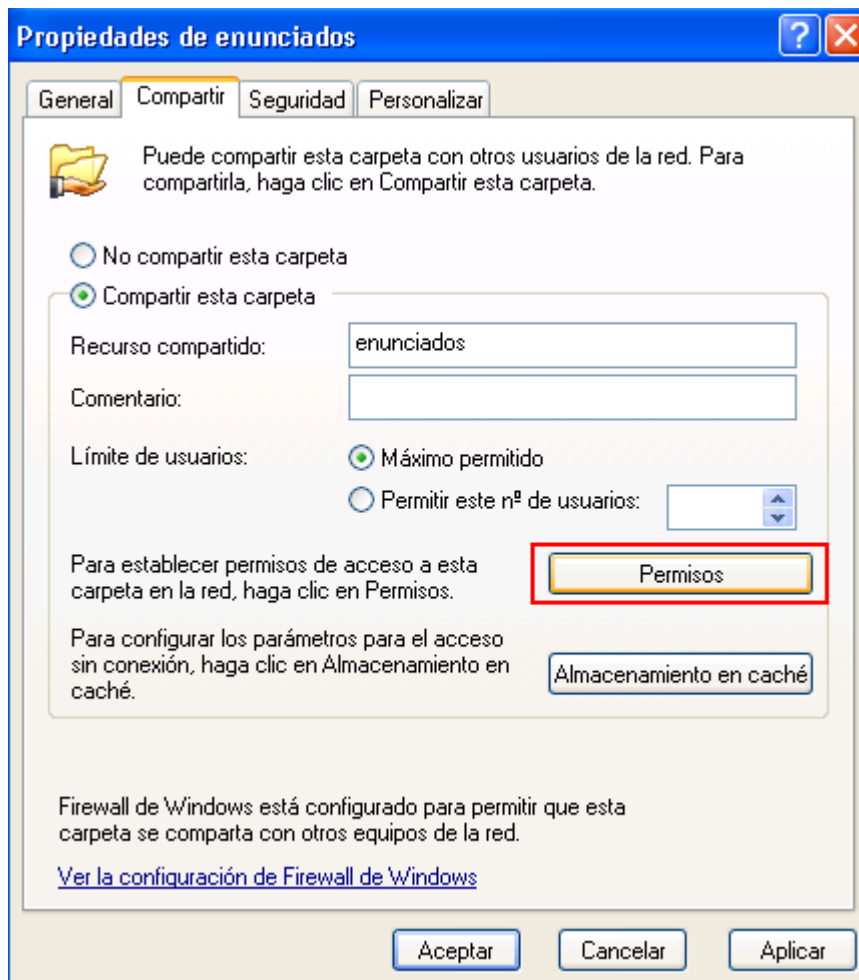 Propiedades de enunciados
General Compartir Seguridad Personalizar
Puede compartir esta carpeta con otros usuarios de la red. Para
compartirla, haga clic en Compartir esta carpeta.
No compartir esta carpeta
Compartir esta carpeta
Recurso compartido: enunciados
Comentario:
Límite de usuarios: Máximo permitido
Permitir este nº de usuarios:
Para establecer permisos de acceso a esta
carpeta en la red, haga clic en Permisos.
Permisos
Para configurar los parámetros para el acceso
sin conexión, haga clic en Almacenamiento en
caché.
Almacenamiento en caché
Firewall de Windows está configurado para permitir que esta
carpeta se comparta con otros equipos de la red.
Ver la configuración de Firewall de Windows
Aceptar Cancelar Aplicar